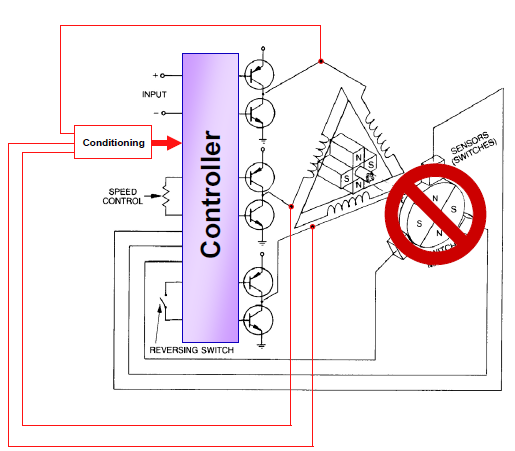 +
INPUT
−
Conditioning
Controller
SPEED
CONTROL
REVERSING SWITCH
SENSORS
(SWITCHES)
N
S
S
N
N
S
S
N